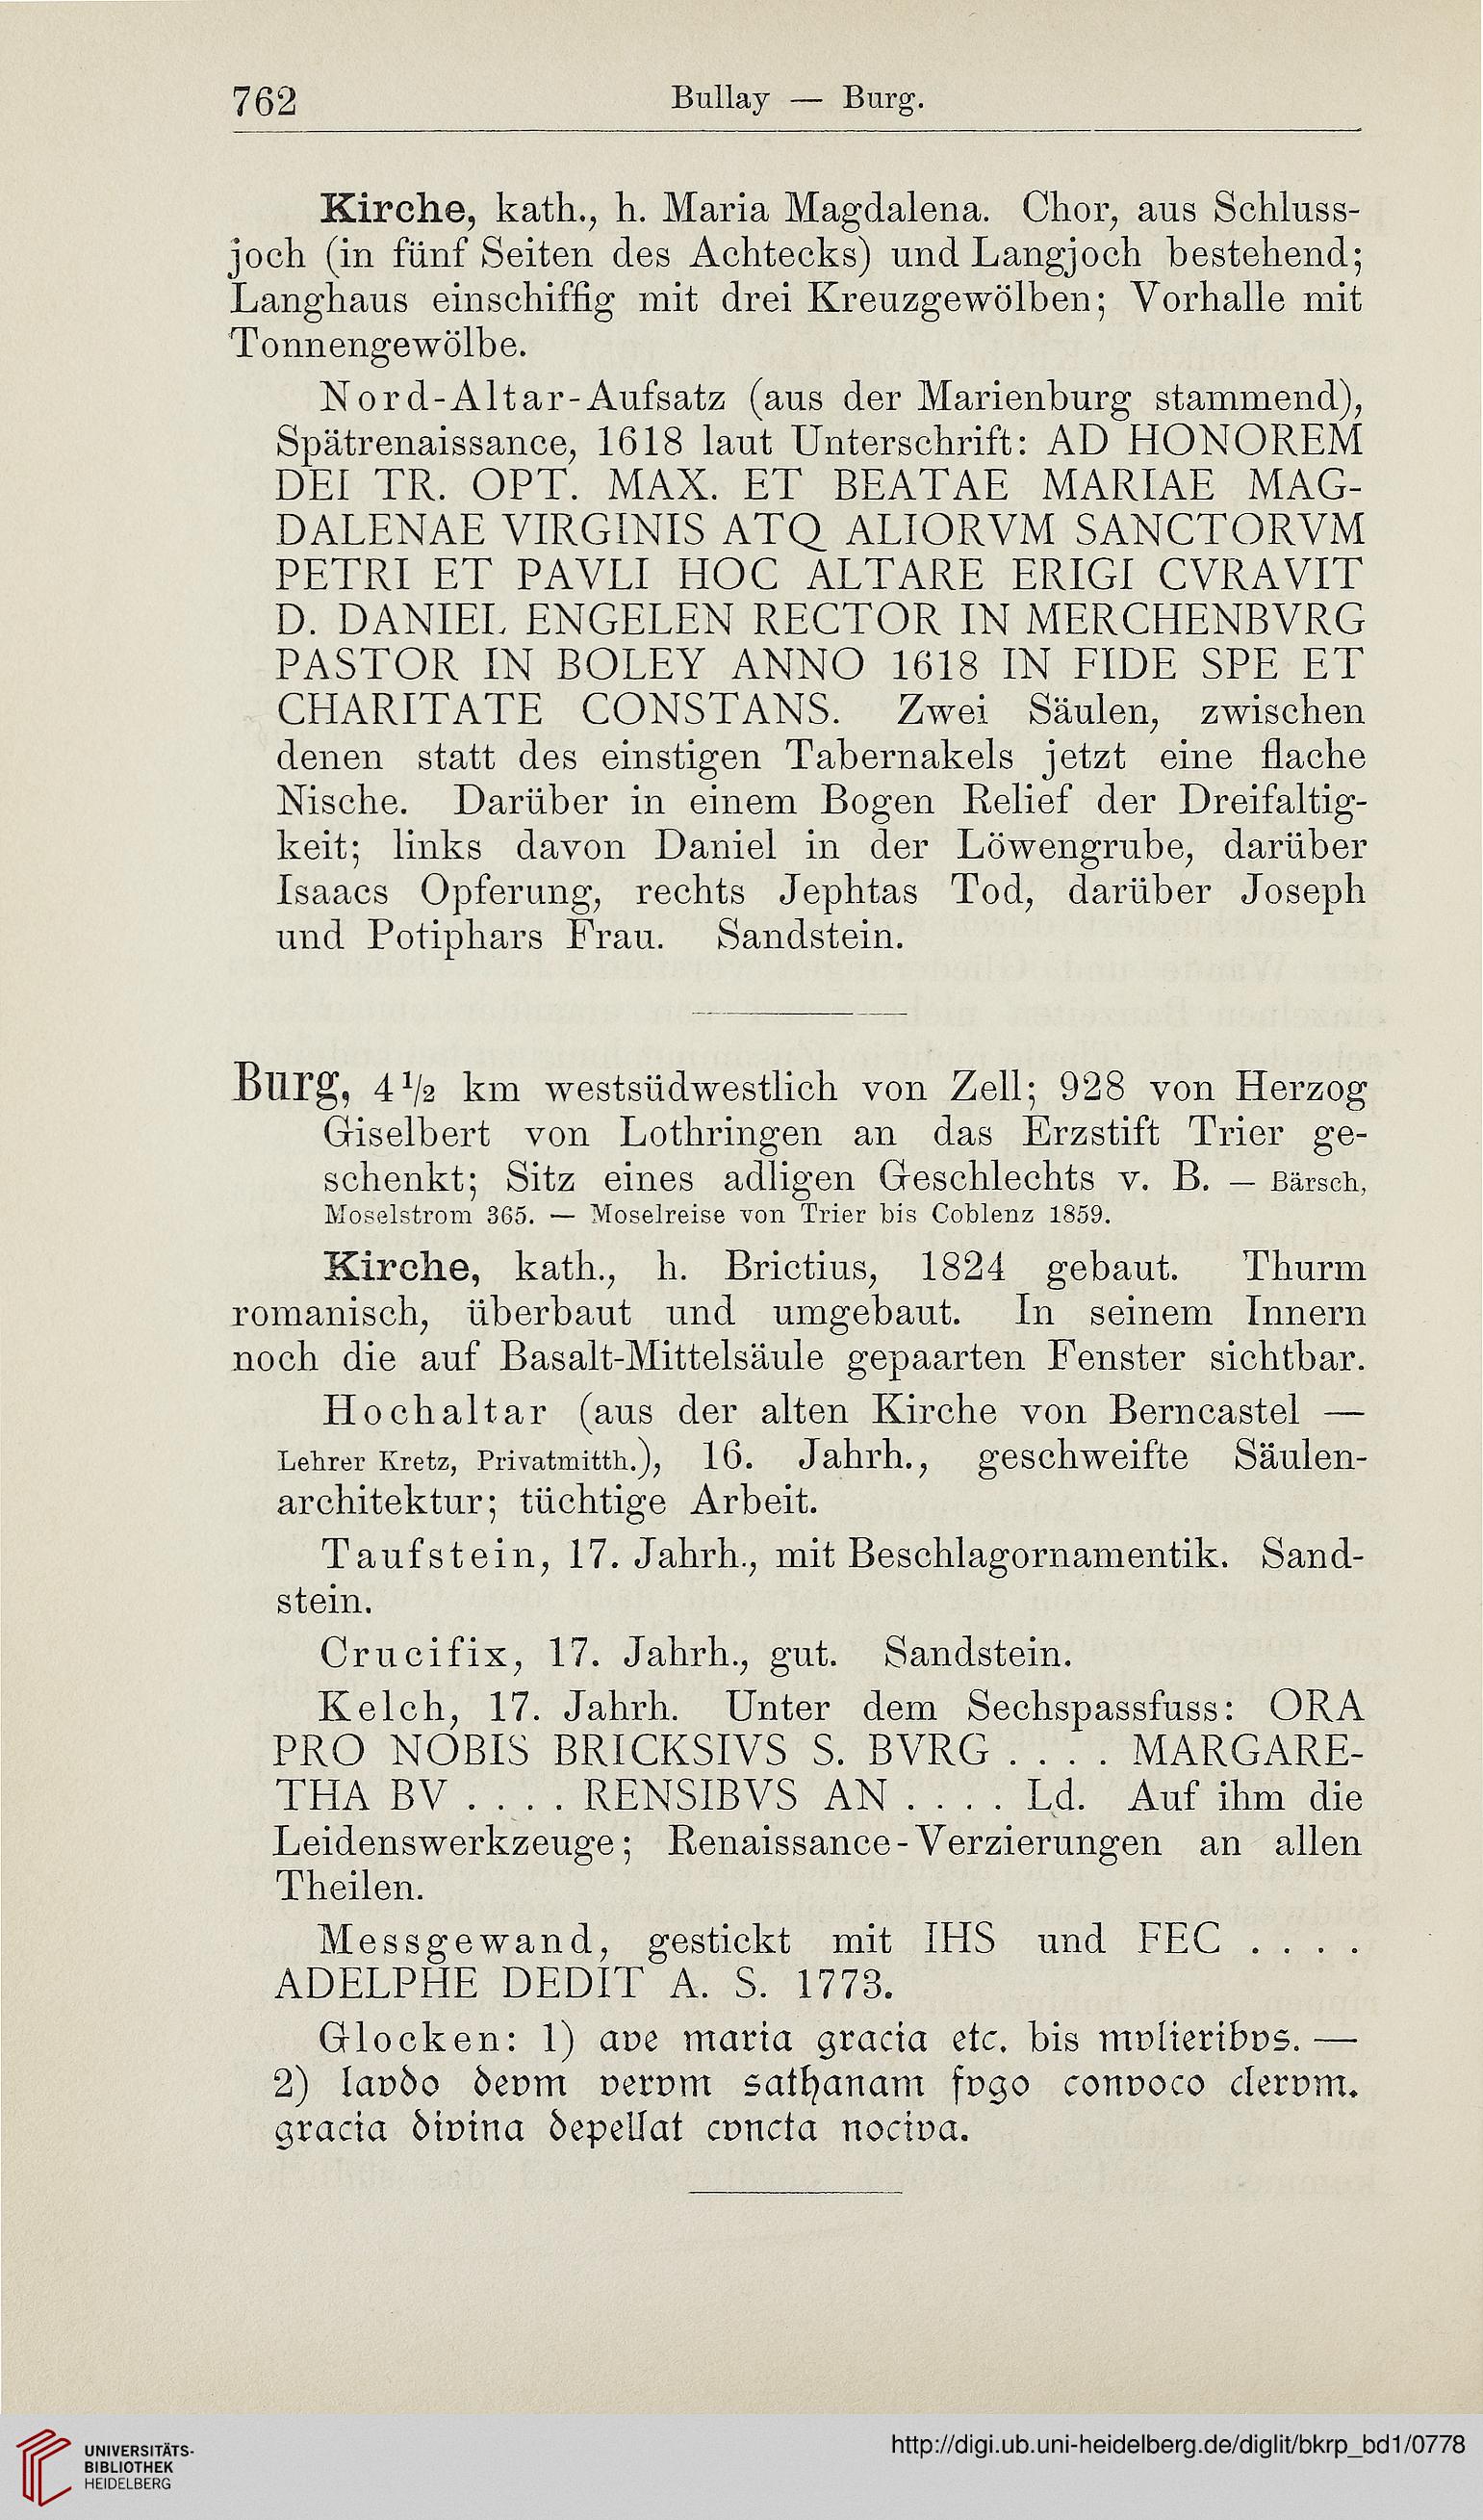 762 Bullay — Burg.
Kirche, kath., h. Maria Magdalena. Chor, aus Schluss-
joch (in fünf Seiten des Achtecks) und Langjoch bestehend;
Langhaus einschiffig mit drei Kreuzgewölben; Vorhalle mit
Tonnengewölbe.
Nord-Altar-Aufsatz (aus der Marienburg stammend),
Spätrenaissance, 1618 laut Unterschrift: AD HONOREM
DEI TR. OPT. MAX. ET BEATAE MARIAE MAG-
DALENAE VIRGINIS ATQ ALIORVM SANCTORVM
PETRI ET PAVLI HOC ALTARE ERIGI CVRAVIT
D. DANIEL ENGELEN RECTOR IN MERCHENBVRG
PASTOR IN BOLEY ANNO 1618 IN FIDE SPE ET
CHARITATE CONSTANS. Zwei Säulen, zwischen
denen statt des einstigen Tabernakels jetzt eine flache
Nische. Darüber in einem Bogen Relief der Dreifaltig-
keit; links davon Daniel in der Löwengrube, darüber
Isaacs Opferung, rechts Jephtas Tod, darüber Joseph
und Potiphars Frau. Sandstein.
Burg, 4 1/2 km westsüdwestlich von Zell; 928 von Herzog
Giselbert von Lothringen an das Erzstift Trier ge-
schenkt; Sitz eines adligen Geschlechts v. B. — Bärsch,
Moselstrom 365. — Moselreise von Trier bis Coblenz 1859.
Kirche, kath., h. Brictius, 1824 gebaut. Thurm
romanisch, überbaut und umgebaut. In seinem Innern
noch die auf Basalt-Mittelsäule gepaarten Fenster sichtbar.
Hochaltar (aus der alten Kirche von Berncastel —
Lehrer Kretz, Privatmitth.), 16. Jahrh., geschweifte Säulen-
architektur; tüchtige Arbeit.
Taufstein, 17. Jahrh., mit Beschlagornamentik. Sand-
stein.
Crucifix, 17. Jahrh., gut. Sandstein.
Kelch, 17. Jahrh. Unter dem Sechspassfuss: ORA
PRO NOBIS BRICKSIVS S. BVRG . . . . MARGARE-
THA BV . . . . RENSIBVS AN . . . . Ld. Auf ihm die
Leidenswerkzeuge; Renaissance-Verzierungen an allen
Theilen.
Messgewand, gestickt mit IHS und FEC . . . .
ADELPHE DEDIT A. S. 1773.
Glocken: 1) ave maria gracia etc. bis mvlieribvs. —
2) lavdo devm vervm sathanam fvgo convoco clervm.
gracia divina depellat cvncta nociva.
UNIVERSITÄTS-
BIBLIOTHEK
HEIDELBERG
http://digi.ub.uni-heidelberg.de/diglit/bkrp_bd1/0778